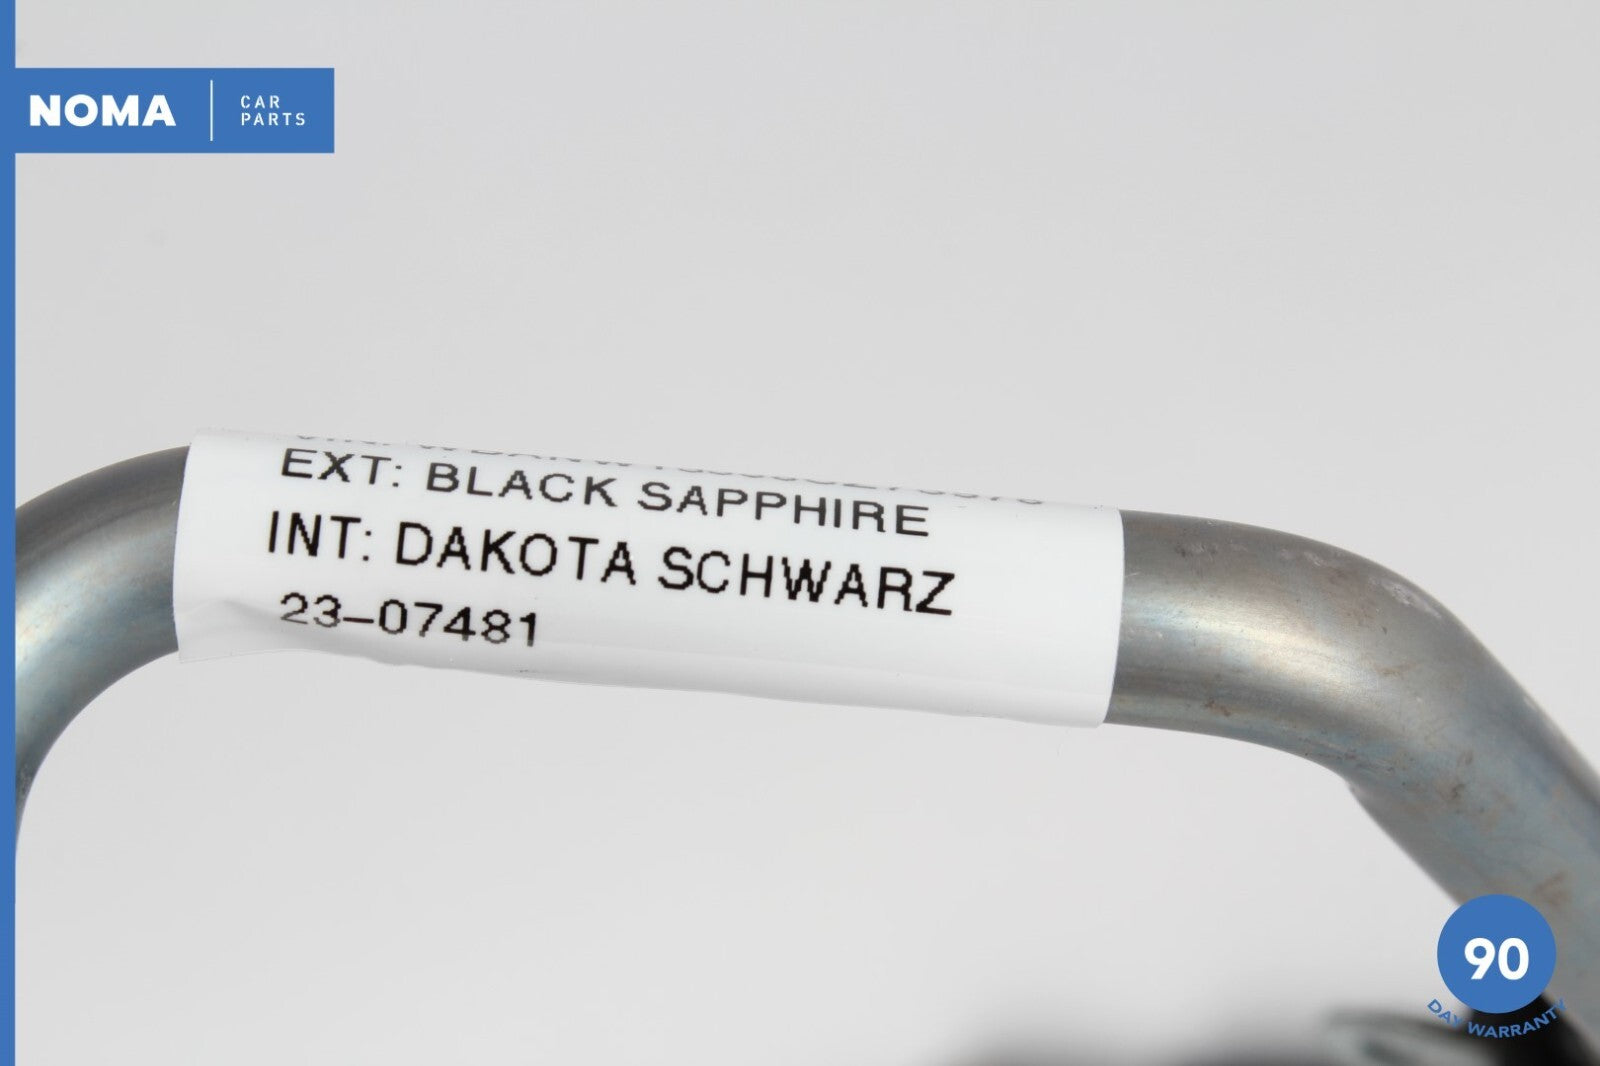 NOMA
CAR
PARTS
EXT: BLACK SAPPHIRE
INT: DAKOTA SCHWARZ
23-07481
90
DAY WARRANTY